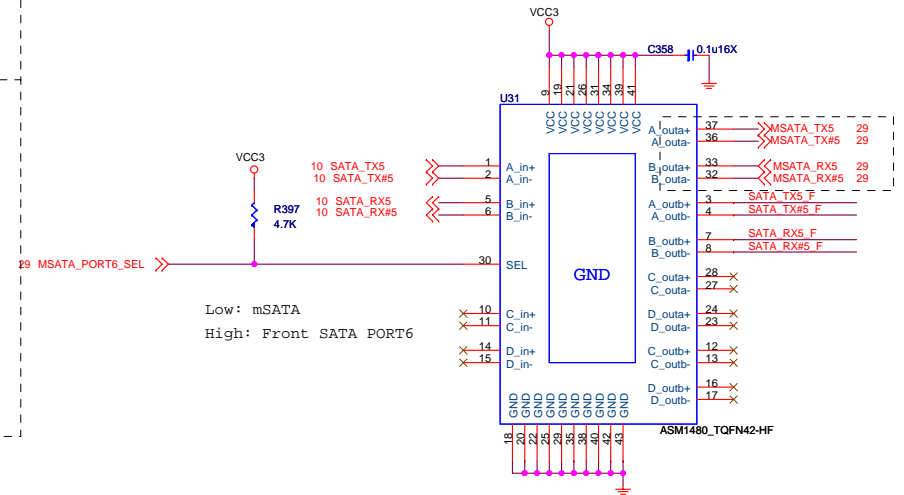 VCC3
C358 0.1u16X
U31
9 19 21 26 31 34 39 41
VCC VCC VCC VCC VCC VCC VCC VCC
A_outa+ 37 MSATA_TX5 29
A_outa- 36 MSATA_TX#5 29
VCC3
10 SATA_TX5 1 A_in+
10 SATA_TX#5 2 A_in-
B_outa+ 33 MSATA_RX5 29
B_outa- 32 MSATA_RX#5 29
10 SATA_RX5 5 B_in+
10 SATA_RX#5 6 B_in-
A_outb+ 3 SATA_TX5_F
A_outb- 4 SATA_TX#5_F
R397
4.7K
B_outb+ 7 SATA_RX5_F
B_outb- 8 SATA_RX#5_F
29 MSATA_PORT6_SEL 30 SEL
GND
C_outa+ 28
C_outa- 27
Low: mSATA
High: Front SATA PORT6
10 C_in+
11 C_in-
D_outa+ 24
D_outa- 23
14 D_in+
15 D_in-
C_outb+ 12
C_outb- 13
D_outb+ 16
D_outb- 17
GND GND GND GND GND GND GND GND GND GND
18 20 22 25 29 35 38 40 42 43
ASM1480_TQFN42-HF